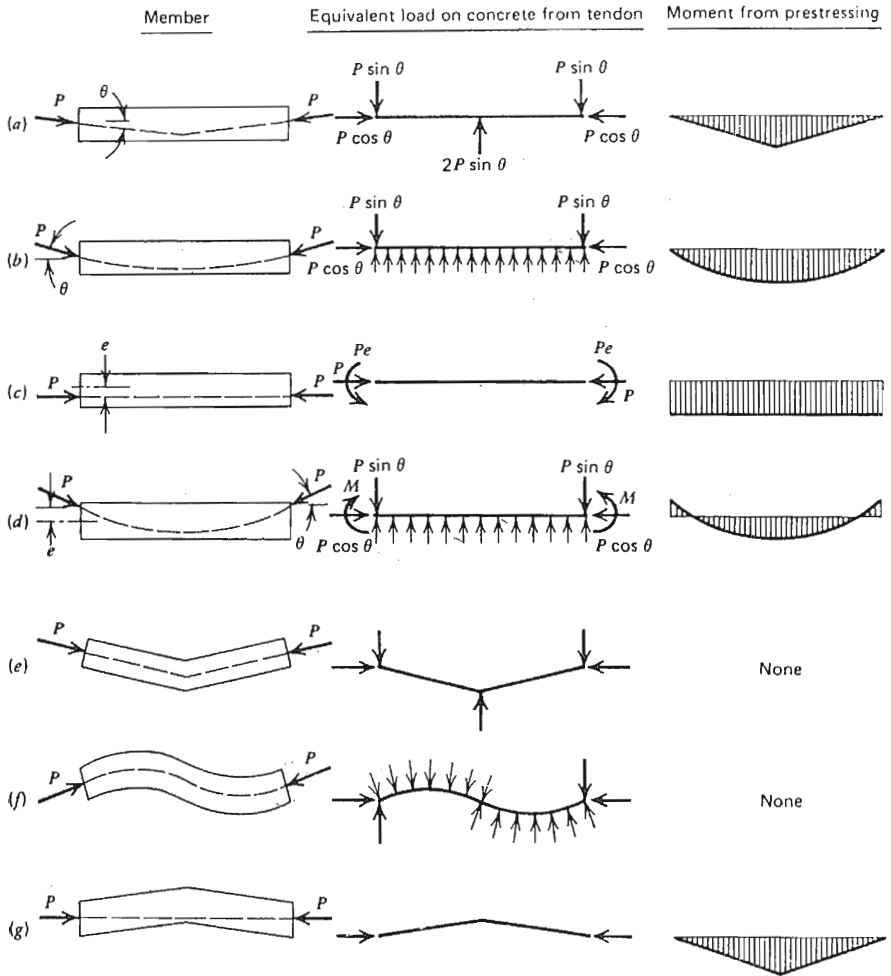 Member Equivalent load on concrete from tendon Moment from prestressing
P sin θ P sin θ
θ
P P
(a)
P cos θ P cos θ
2P sin θ
P sin θ P sin θ
P P
(b)
P cos θ P cos θ
θ
e Pe Pe
P P P P
(c)
P sin θ P sin θ
P M M
(d)
e θ P cos θ P cos θ
P P
(e) None
P P
(f) None
P P
(g)